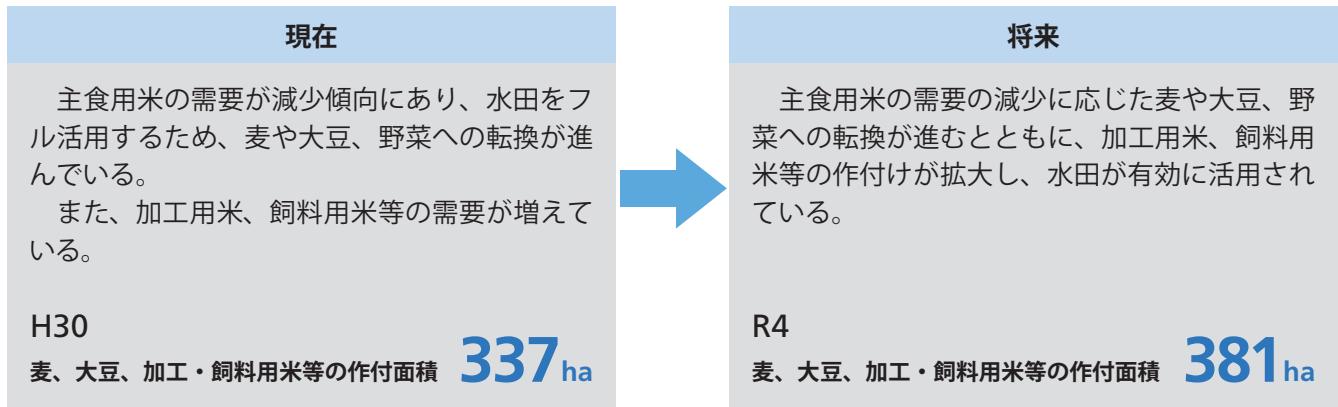 現在
　主食用米の需要が減少傾向にあり、水田をフ
ル活用するため、麦や大豆、野菜への転換が進
んでいる。
　また、加工用米、飼料用米等の需要が増えて
いる。
H30
麦、大豆、加工・飼料用米等の作付面積 337ha
将来
　主食用米の需要の減少に応じた麦や大豆、野
菜への転換が進むとともに、加工用米、飼料用
米等の作付けが拡大し、水田が有効に活用され
ている。
R4
麦、大豆、加工・飼料用米等の作付面積 381ha